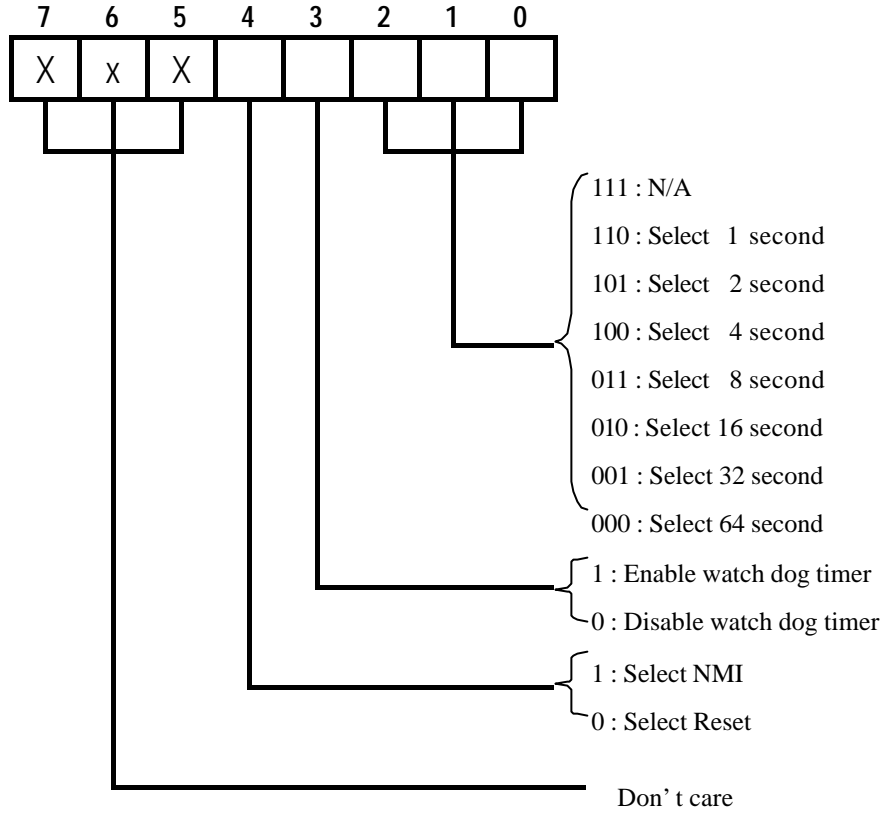 7 6 5 4 3 2 1 0
X x X
111 : N/A
110 : Select 1 second
101 : Select 2 second
100 : Select 4 second
011 : Select 8 second
010 : Select 16 second
001 : Select 32 second
000 : Select 64 second
1 : Enable watch dog timer
0 : Disable watch dog timer
1 : Select NMI
0 : Select Reset
Don' t care